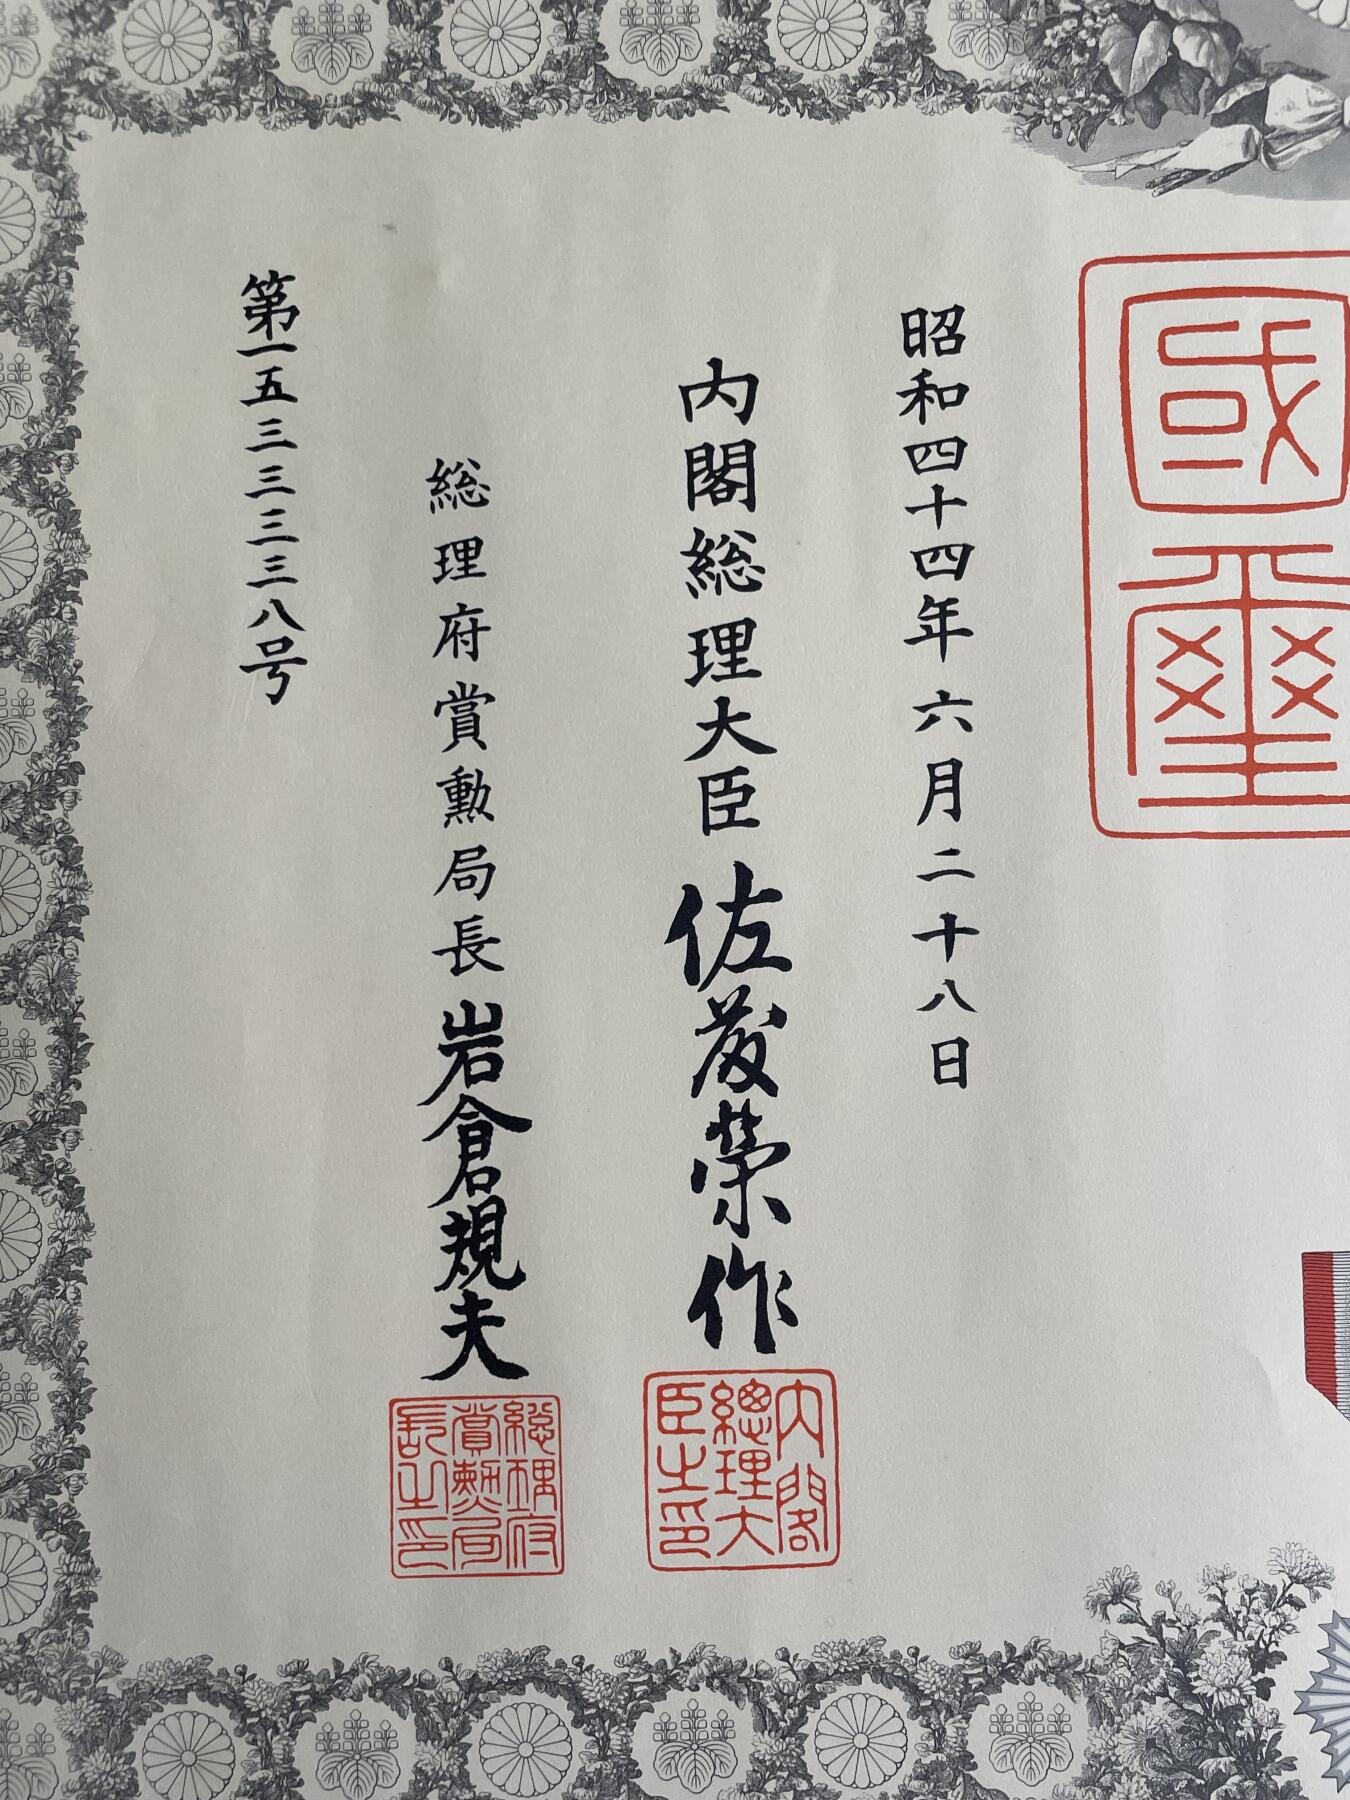 國璽
昭和四十四年六月二十八日
内閣総理大臣 佐藤榮作
内閣總理大臣之印
総理府賞勲局長 岩倉規夫
総理府賞勲局長之印
第一五三三三三八号